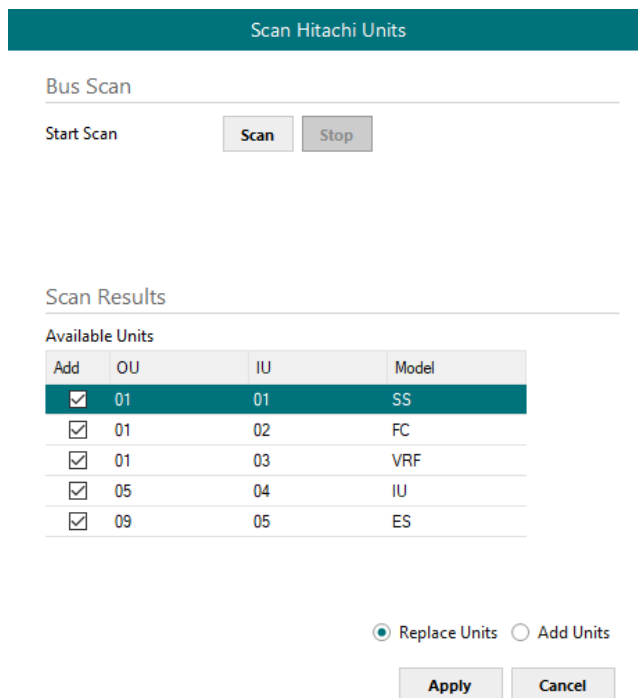 Scan Hitachi Units
Bus Scan
Start Scan Scan Stop
Scan Results
Available Units
Add OU IU Model
01 01 SS
01 02 FC
01 03 VRF
05 04 IU
09 05 ES
Replace Units Add Units
Apply Cancel